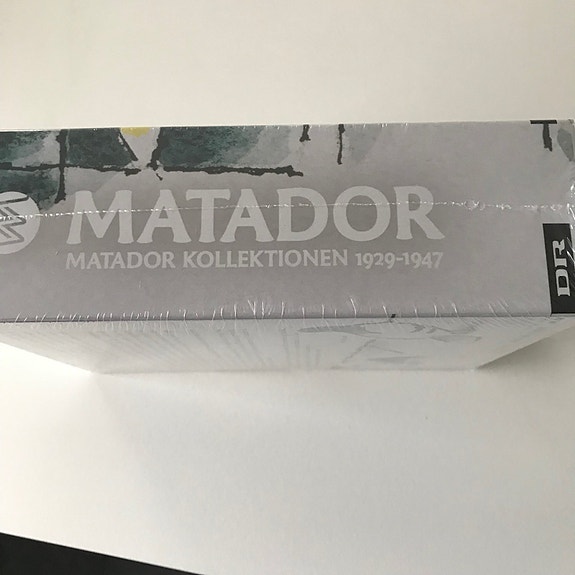 MATADOR
MATADOR KOLLEKTIONEN 1929-1947
DR